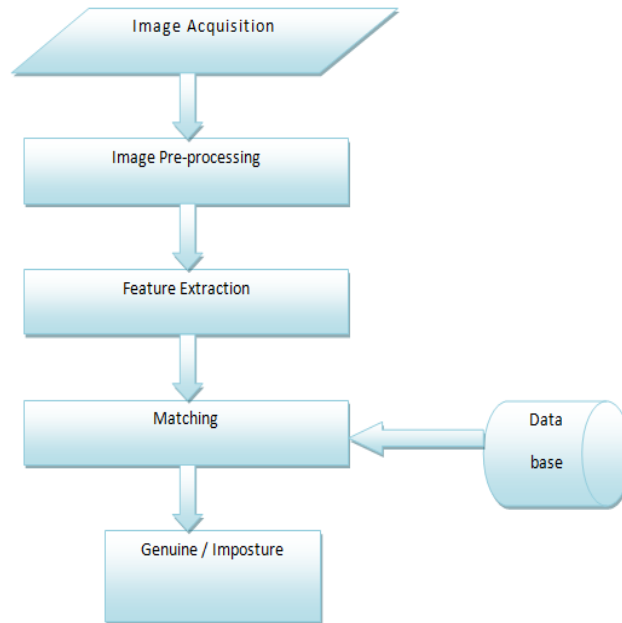 Image Acquisition
Image Pre-processing
Feature Extraction
Matching
Data
base
Genuine / Imposture